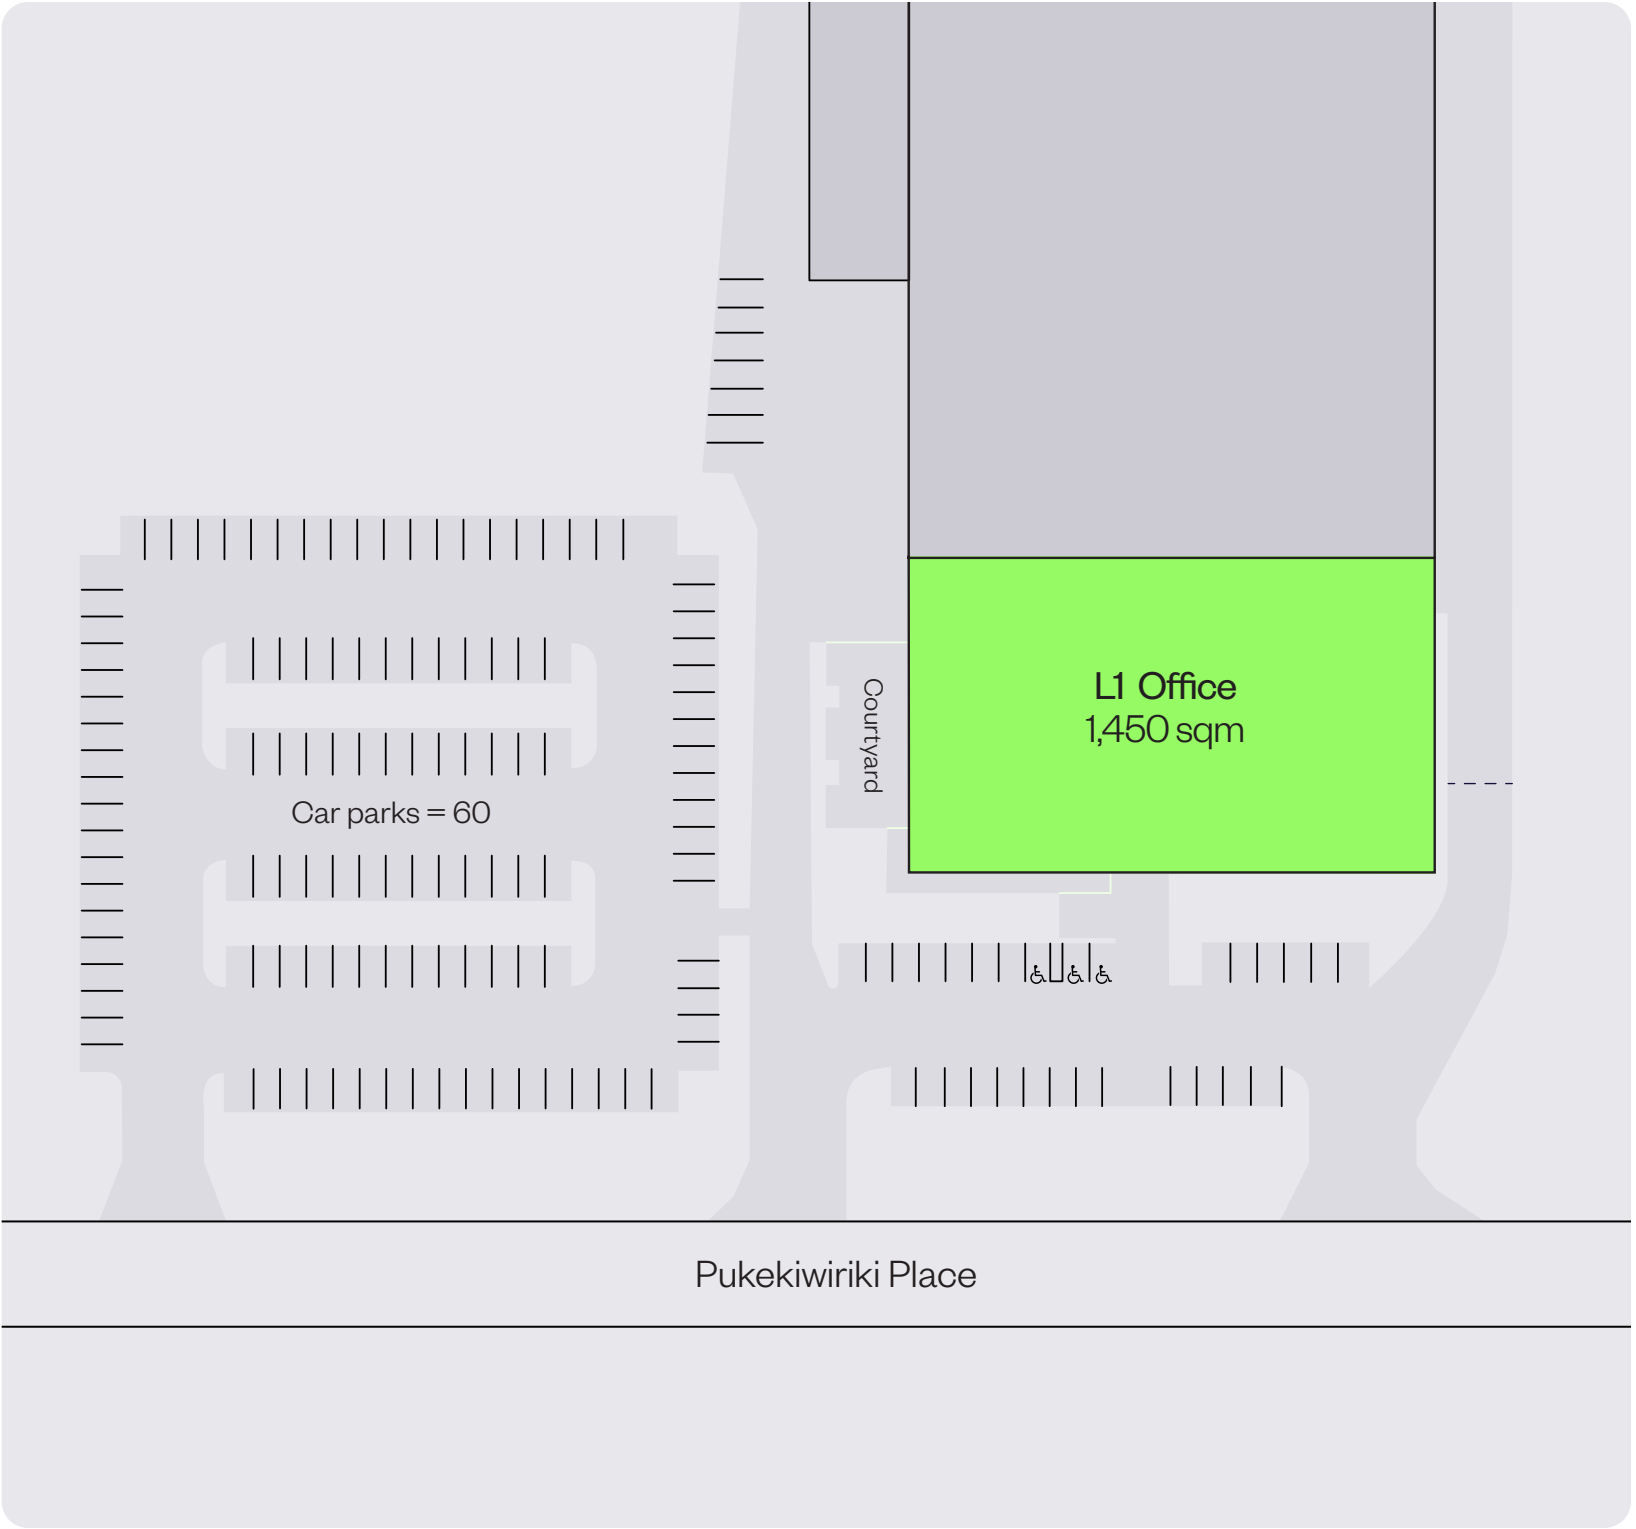 L1 Office
1,450 sqm
Courtyard
Car parks = 60
Pukekiwiriki Place